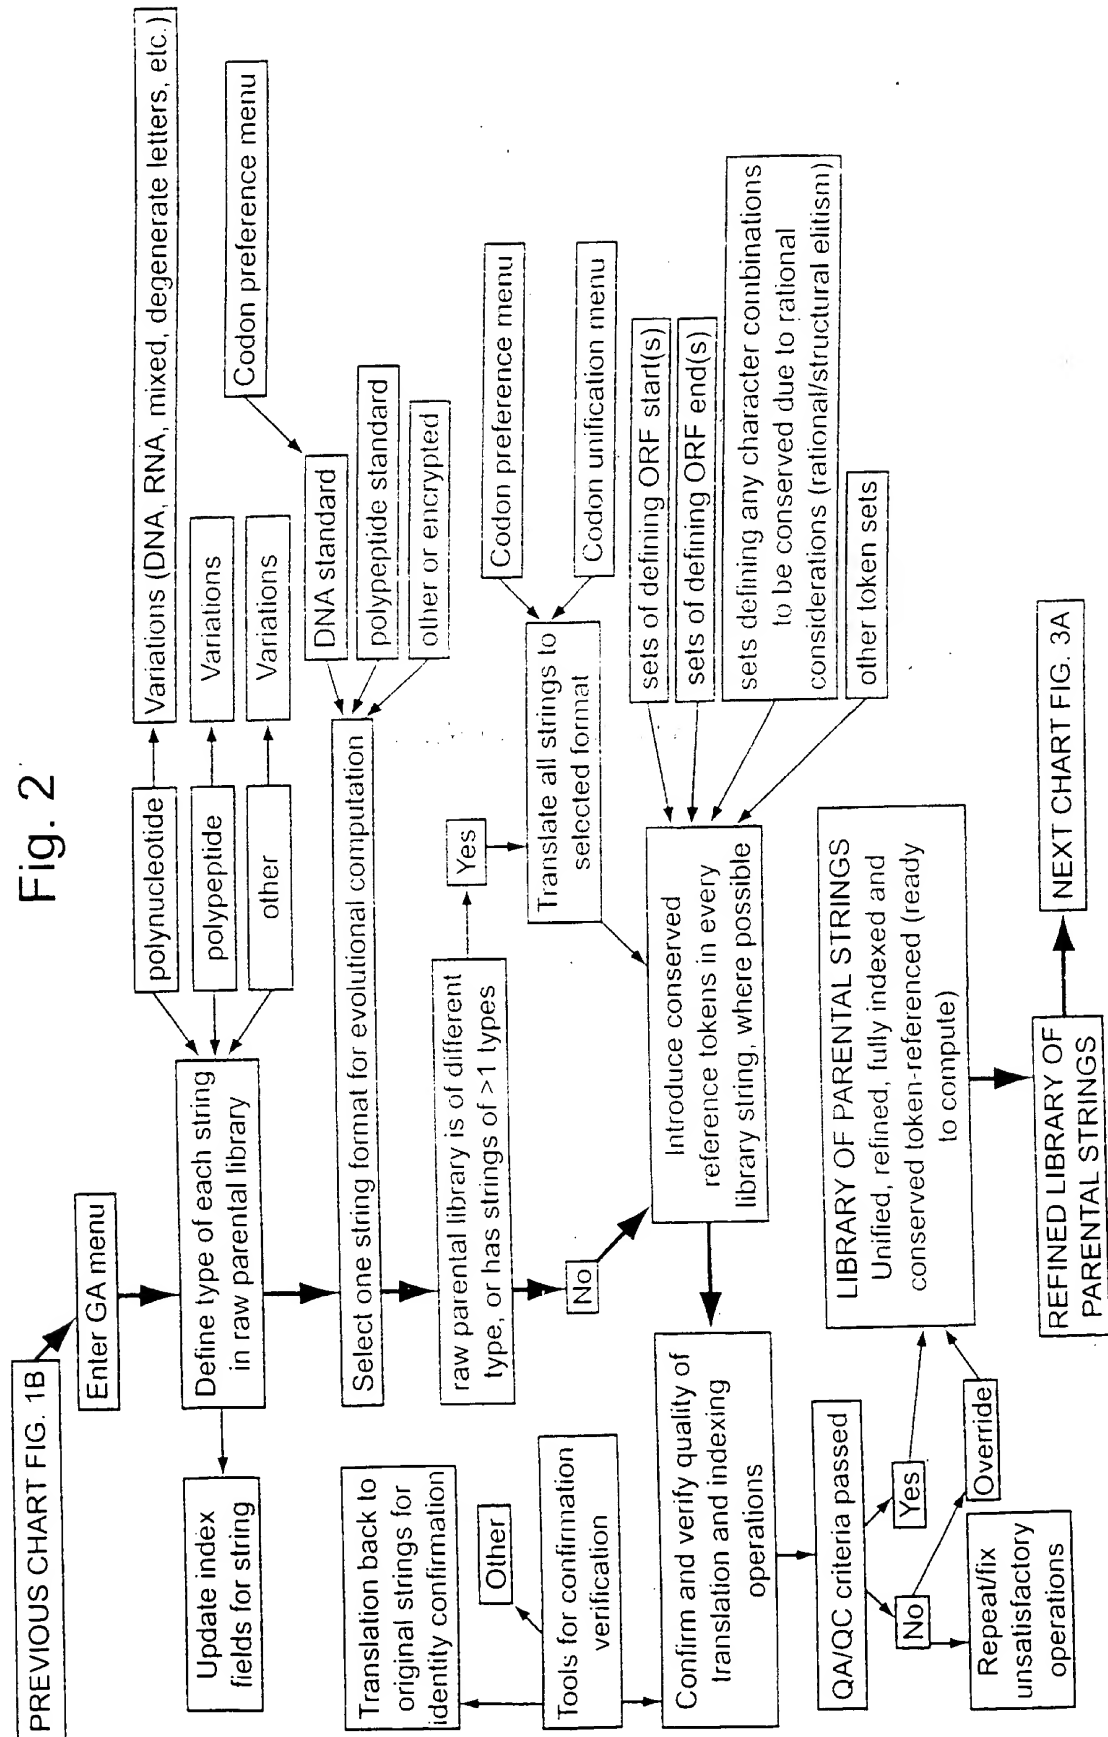 Fig. 2
PREVIOUS CHART FIG. 1B
Enter GA menu
Define type of each string
in raw parental library
Update index
fields for string
polynucleotide
polypeptide
other
Variations (DNA, RNA, mixed, degenerate letters, etc.)
Variations
Variations
Select one string format for evolutional computation
DNA standard
polypeptide standard
other or encrypted
Codon preference menu
raw parental library is of different
type, or has strings of >1 types
Yes
No
Translate all strings to
selected format
Codon preference menu
Codon unification menu
Introduce conserved
reference tokens in every
library string, where possible
sets of defining ORF start(s)
sets of defining ORF end(s)
sets defining any character combinations
to be conserved due to rational
considerations (rational/structural elitism)
other token sets
Translation back to
original strings for
identity confirmation
Other
Tools for confirmation
verification
Confirm and verify quality of
translation and indexing
operations
QA/QC criteria passed
Yes
No
Override
Repeat/fix
unsatisfactory
operations
LIBRARY OF PARENTAL STRINGS
Unified, refined, fully indexed and
conserved token-referenced (ready
to compute)
REFINED LIBRARY OF
PARENTAL STRINGS
NEXT CHART FIG. 3A